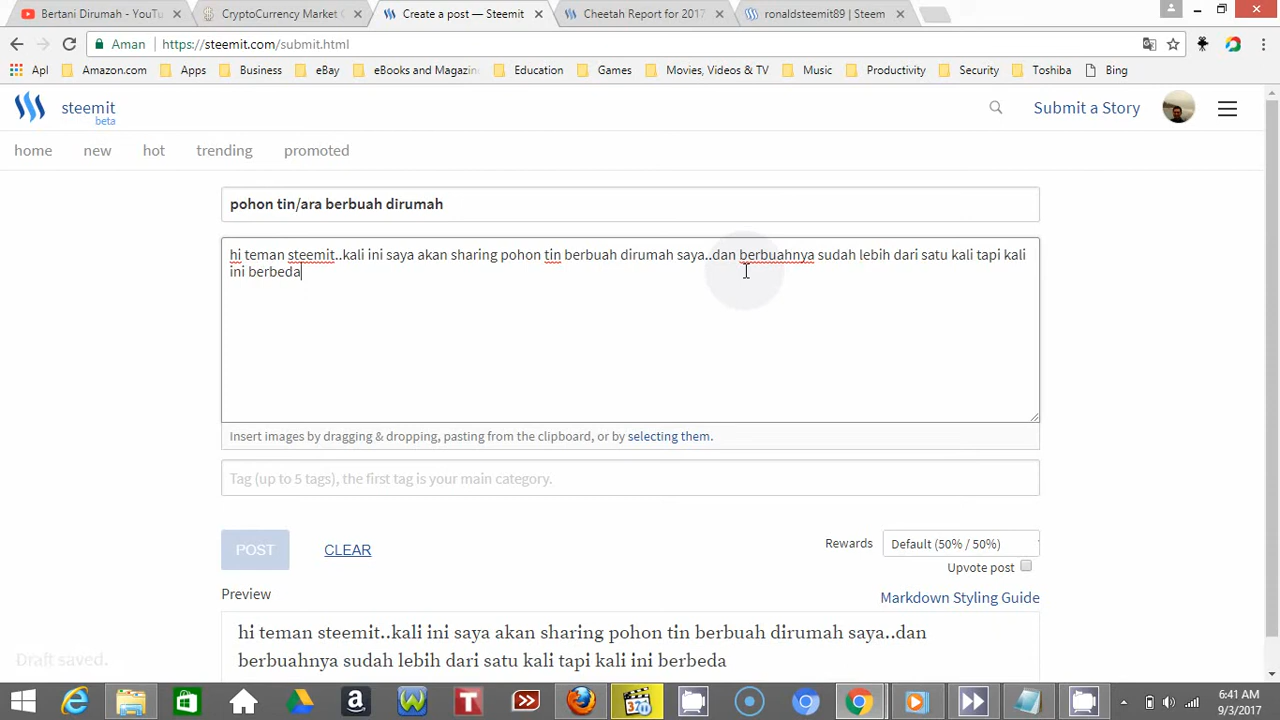 Bertani Dirumah - YouTu
CryptoCurrency Market C
Create a post — Steemit
Cheetah Report for 2017
ronaldsteemit89 | Steem
Aman
https://steemit.com/submit.html
Apl
Amazon.com
Apps
Business
eBay
eBooks and Magazin
Education
Games
Movies, Videos & TV
Music
Productivity
Security
Toshiba
Bing
steemit
beta
Submit a Story
home
new
hot
trending
promoted
pohon tin/ara berbuah dirumah
hi teman steemit..kali ini saya akan sharing pohon tin berbuah dirumah saya..dan berbuahnya sudah lebih dari satu kali tapi kali
ini berbeda
Insert images by dragging & dropping, pasting from the clipboard, or by selecting them.
Tag (up to 5 tags), the first tag is your main category.
POST
CLEAR
Rewards
Default (50% / 50%)
Upvote post
Preview
Markdown Styling Guide
hi teman steemit..kali ini saya akan sharing pohon tin berbuah dirumah saya..dan
berbuahnya sudah lebih dari satu kali tapi kali ini berbeda
Draft saved.
6:41 AM
9/3/2017